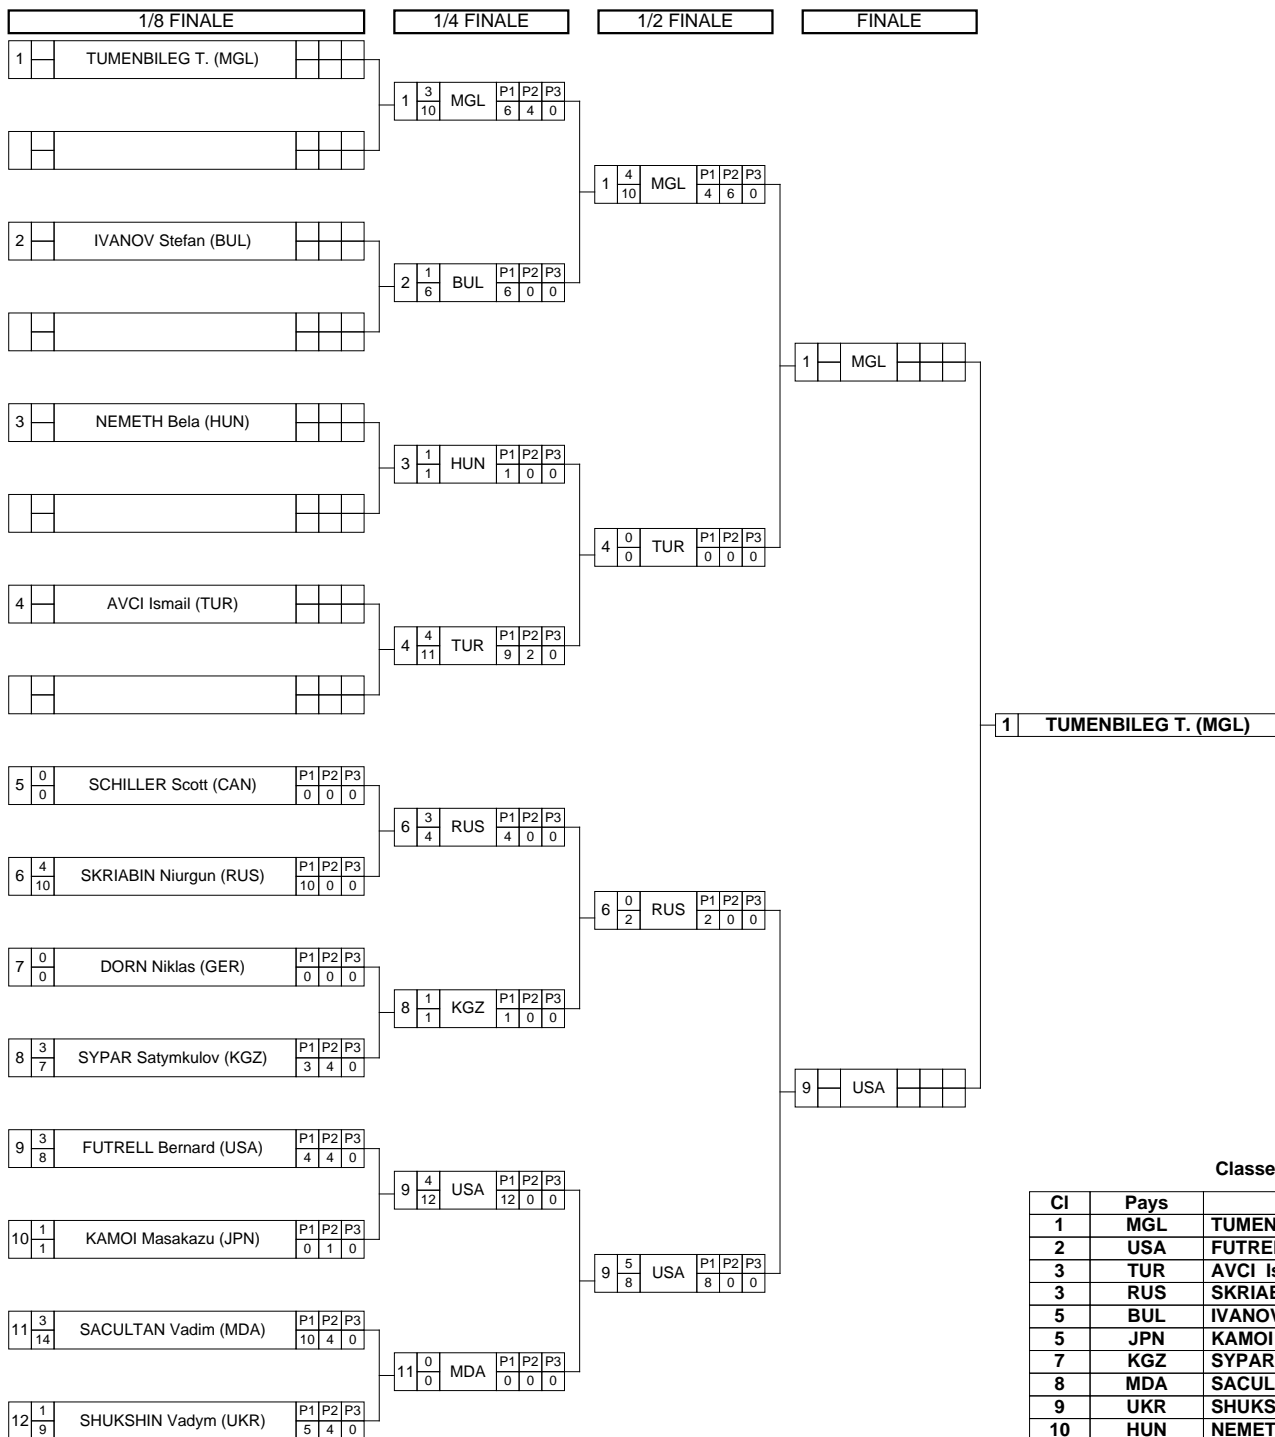 1/8 FINALE 1/4 FINALE 1/2 FINALE FINALE
1 TUMENBILEG T. (MGL)
1 3 10 MGL P1 P2 P3 6 4 0
1 4 10 MGL P1 P2 P3 4 6 0
2 IVANOV Stefan (BUL)
2 1 6 BUL P1 P2 P3 6 0 0
1 MGL
3 NEMETH Bela (HUN)
3 1 1 HUN P1 P2 P3 1 0 0
4 0 0 TUR P1 P2 P3 0 0 0
4 AVCI Ismail (TUR)
4 4 11 TUR P1 P2 P3 9 2 0
1 TUMENBILEG T. (MGL)
5 0 0 SCHILLER Scott (CAN) P1 P2 P3 0 0 0
6 3 4 RUS P1 P2 P3 4 0 0
6 4 10 SKRIABIN Niurgun (RUS) P1 P2 P3 10 0 0
6 0 2 RUS P1 P2 P3 2 0 0
7 0 0 DORN Niklas (GER) P1 P2 P3 0 0 0
8 1 1 KGZ P1 P2 P3 1 0 0
8 3 7 SYPAR Satymkulov (KGZ) P1 P2 P3 3 4 0
9 USA
9 3 8 FUTRELL Bernard (USA) P1 P2 P3 4 4 0
9 4 12 USA P1 P2 P3 12 0 0
10 1 1 KAMOI Masakazu (JPN) P1 P2 P3 0 1 0
9 5 8 USA P1 P2 P3 8 0 0
11 3 14 SACULTAN Vadim (MDA) P1 P2 P3 10 4 0
11 0 0 MDA P1 P2 P3 0 0 0
12 1 9 SHUKSHIN Vadym (UKR) P1 P2 P3 5 4 0
Classe
Cl Pays
1 MGL TUMEN
2 USA FUTRE
3 TUR AVCI Is
3 RUS SKRIAB
5 BUL IVANOV
5 JPN KAMOI
7 KGZ SYPAR
8 MDA SACUL
9 UKR SHUKS
10 HUN NEMET